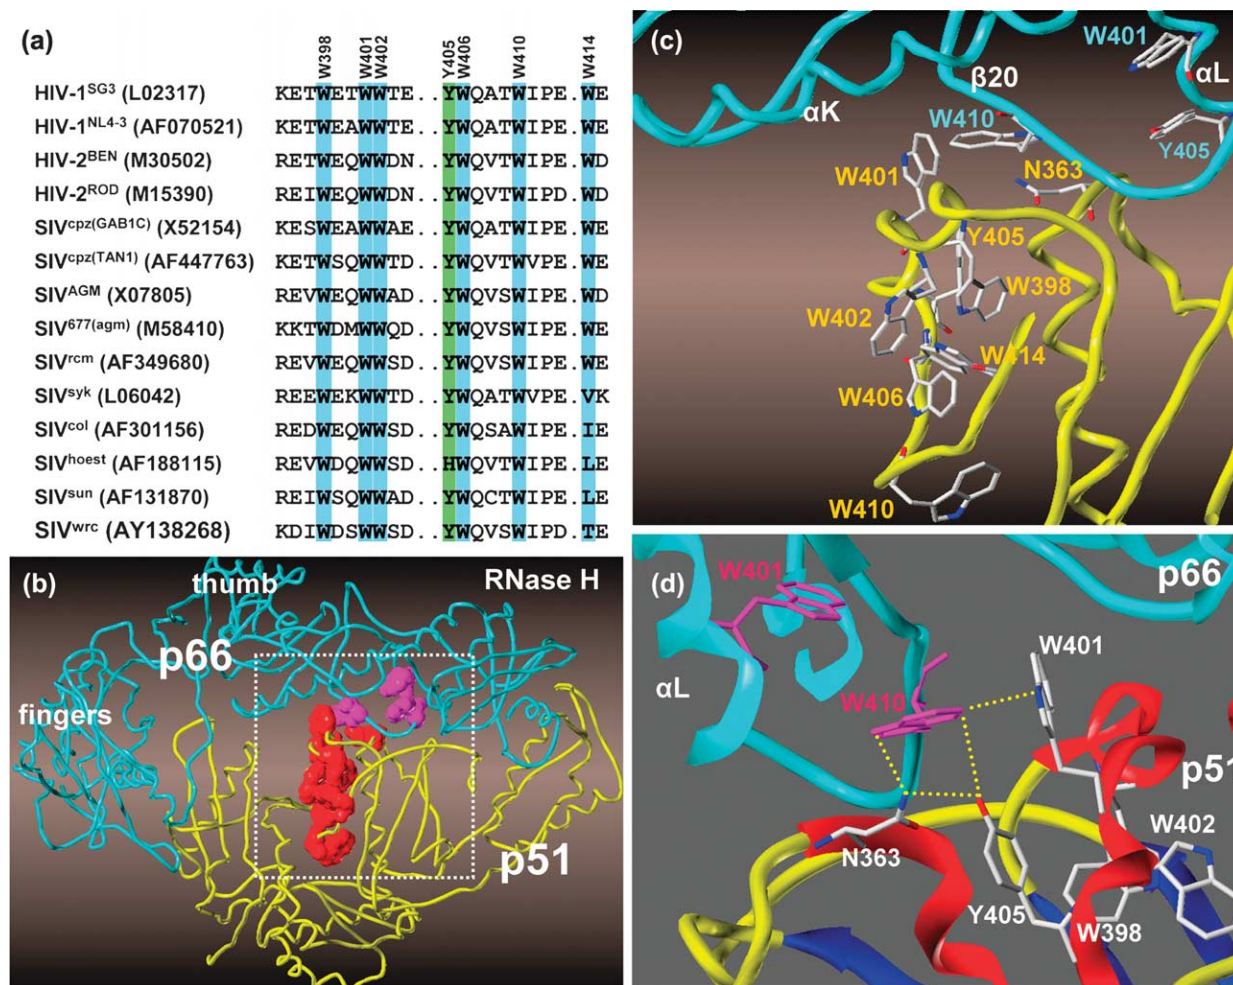 (a)
W398 W401 W402 Y405 W406 W410 W414
HIV-1SG3 (L02317) KETWETWWTE..YWQATWIPE.WE
HIV-1NL4-3 (AF070521) KETWEAWWTE..YWQATWIPE.WE
HIV-2BEN (M30502) RETWEQWWDN..YWQVTWIPE.WD
HIV-2ROD (M15390) REIWEQWWDN..YWQVTWIPD.WD
SIVcpz(GAB1C) (X52154) KESWEAWWAE..YWQATWIPE.WE
SIVcpz(TAN1) (AF447763) KETWSQWWTD..YWQVTWVPE.WE
SIVAGM (X07805) REVWEQWWAD..YWQVSWIPE.WD
SIV677(agm) (M58410) KKTWDMWWQD..YWQVSWIPE.WE
SIVrcm (AF349680) REVWEQWWSD..YWQVSWIPE.WE
SIVsyk (L06042) REEWEKWWTD..YWQATWVPE.VK
SIVcol (AF301156) REDWEQWWSD..YWQSAWIPE.IE
SIVhoest (AF188115) REVWDQWWSD..HWQVTWIPE.LE
SIVsun (AF131870) REIWSQWWAD..YWQCTWIPE.LE
SIVwrc (AY138268) KDIWDSWWSD..YWQVSWIPD.TE
(b)
thumb
RNase H
p66
fingers
p51
(c)
W401
αL
β20
αK
W410
Y405
W401
N363
Y405
W398
W402
W414
W406
W410
(d)
W401
p66
W401
αL
W410
p51
W402
N363
Y405
W398